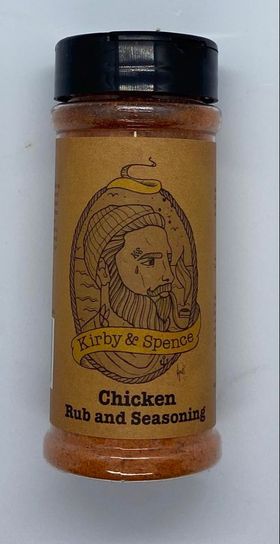 Kirby & Spence
Chicken
Rub and Seasoning